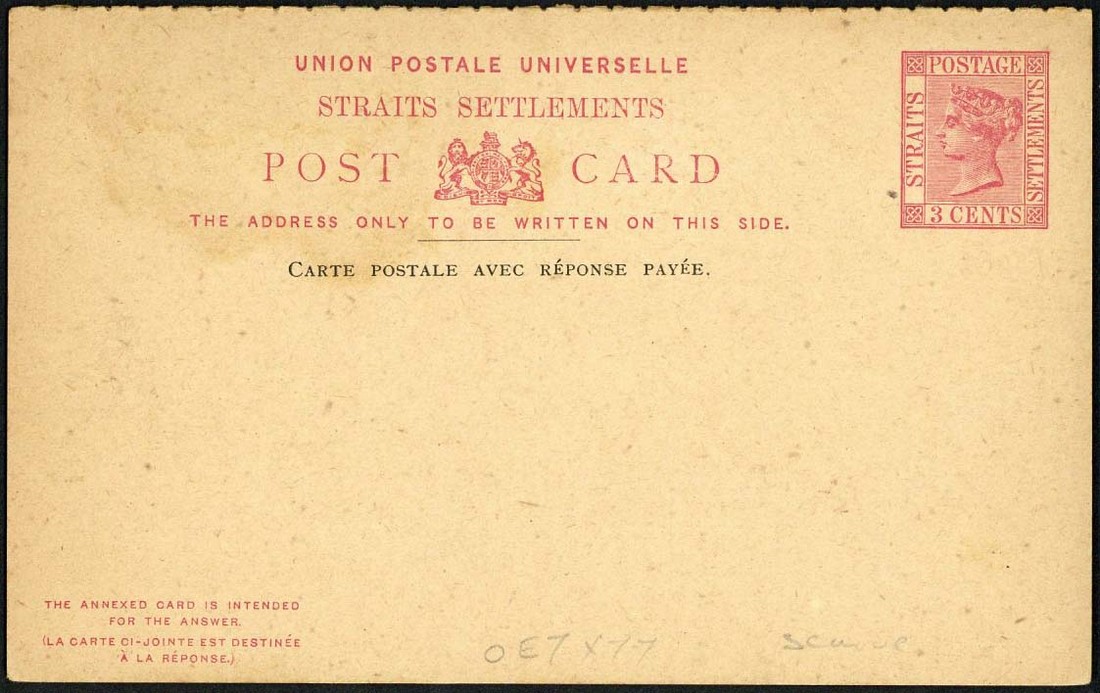 UNION POSTALE UNIVERSELLE
STRAITS SETTLEMENTS
POST CARD
THE ADDRESS ONLY TO BE WRITTEN ON THIS SIDE.
POSTAGE
STRAITS
SETTLEMENTS
3 CENTS
CARTE POSTALE AVEC RÉPONSE PAYÉE.
THE ANNEXED CARD IS INTENDED
FOR THE ANSWER.
(LA CARTE CI-JOINTE EST DESTINÉE
À LA RÉPONSE.)